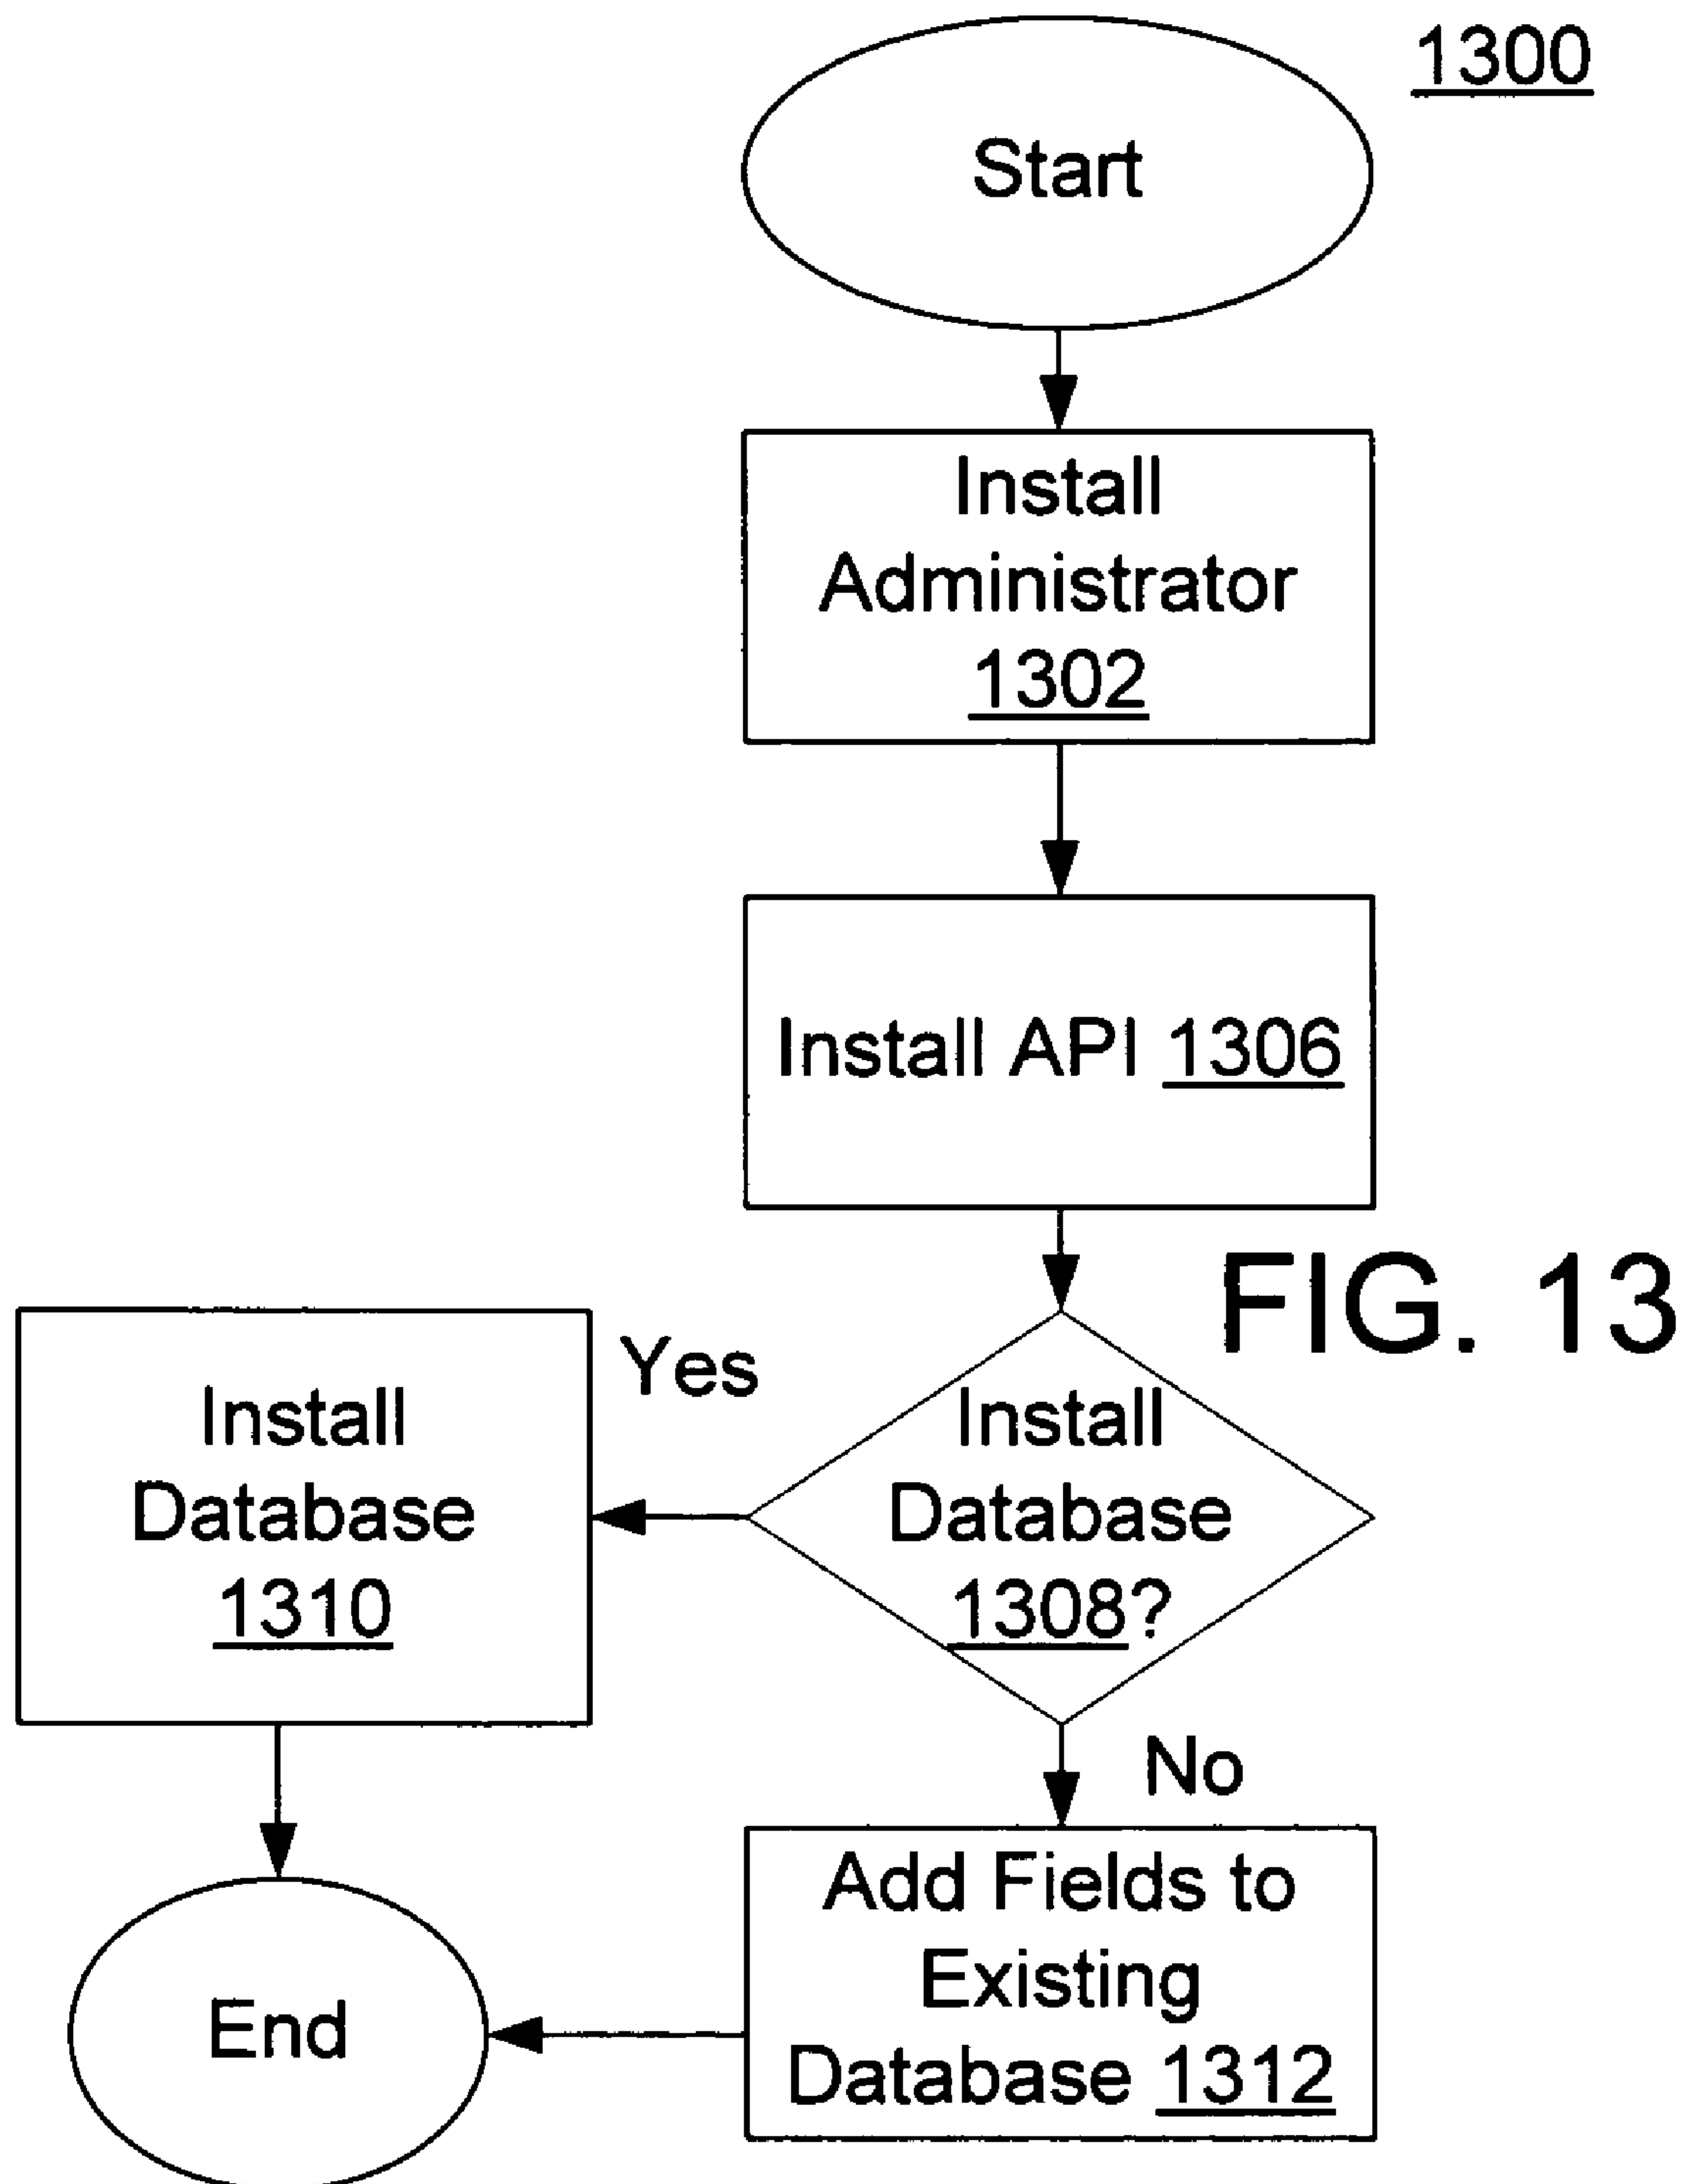 1300
Start
Install
Administrator
1302
Install API 1306
FIG. 13
Yes
Install
Database
1308?
Install
Database
1310
No
Add Fields to
Existing
Database 1312
End